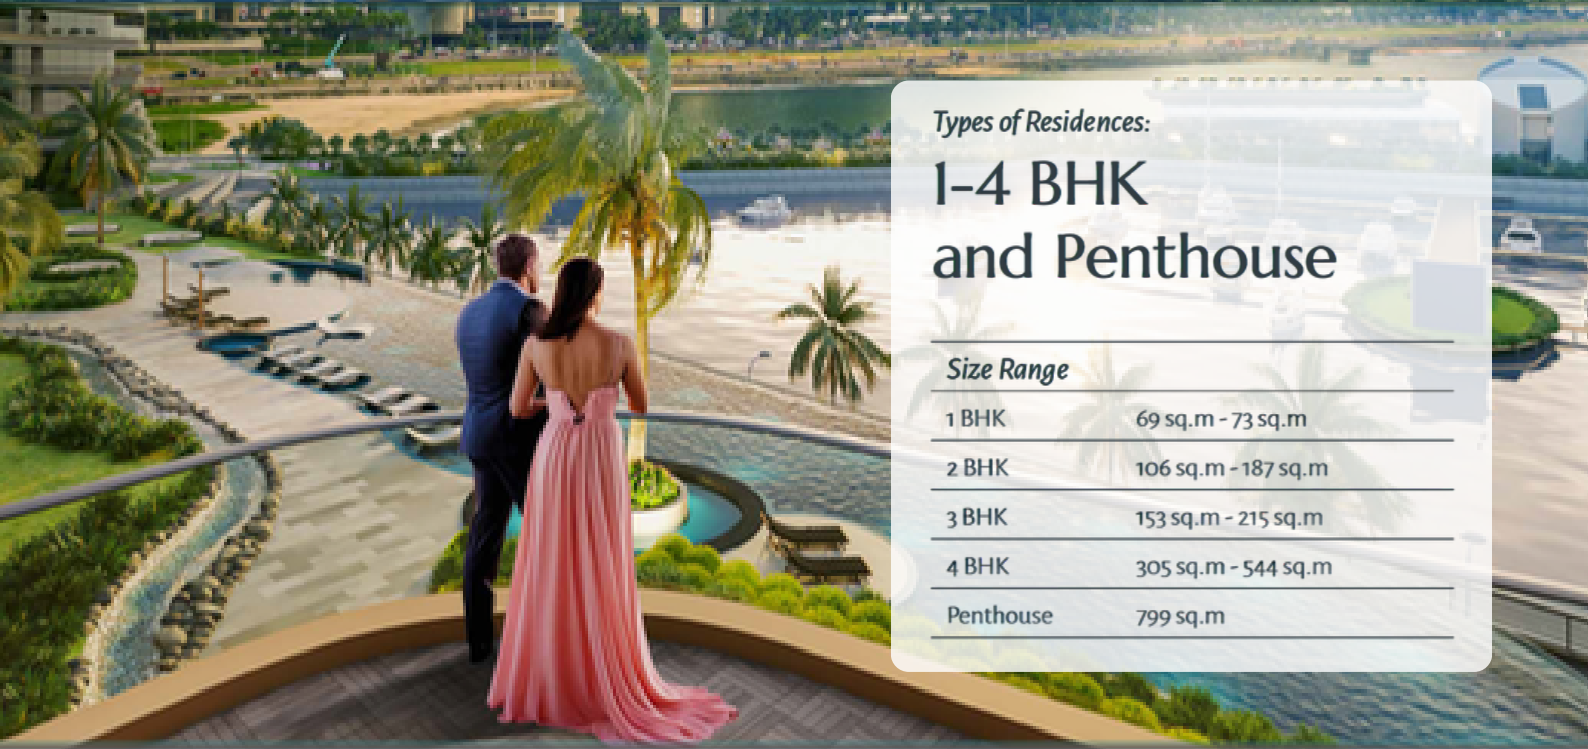 Types of Residences:
1-4 BHK
and Penthouse
Size Range
1 BHK 69 sq.m - 73 sq.m
2 BHK 106 sq.m - 187 sq.m
3 BHK 153 sq.m - 215 sq.m
4 BHK 305 sq.m - 544 sq.m
Penthouse 799 sq.m